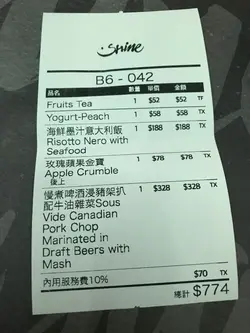 Shine
B6 - 042
品名 數量 單價 金額
Fruits Tea 1 $52 $52 TF
Yogurt-Peach 1 $58 $58 TX
海鮮墨汁意大利飯 1 $188 $188 TX
Risotto Nero with
Seafood
玫瑰蘋果金寶 1 $78 $78 TX
Apple Crumble
後上
慢煮啤酒浸豬架扒 1 $328 $328 TX
配牛油雜菜Sous
Vide Canadian
Pork Chop
Marinated in
Draft Beers with
Mash
內用服務費10% $70 TX
總計 $774